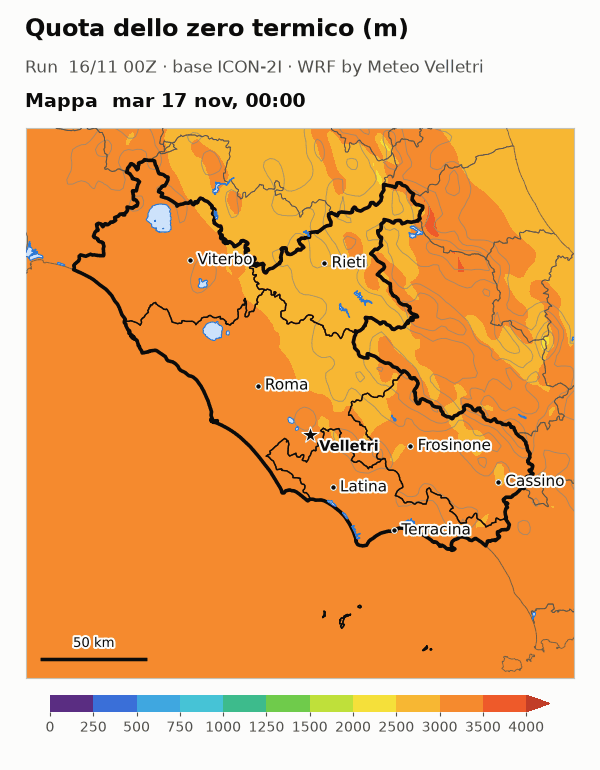 Quota dello zero termico (m)
Run  16/11 00Z · base ICON-2I · WRF by Meteo Velletri
Mappa  mar 17 nov, 00:00
Viterbo
Rieti
Roma
Velletri
Frosinone
Latina
Cassino
Terracina
50 km
0 250 500 750 1000 1250 1500 2000 2500 3000 3500 4000